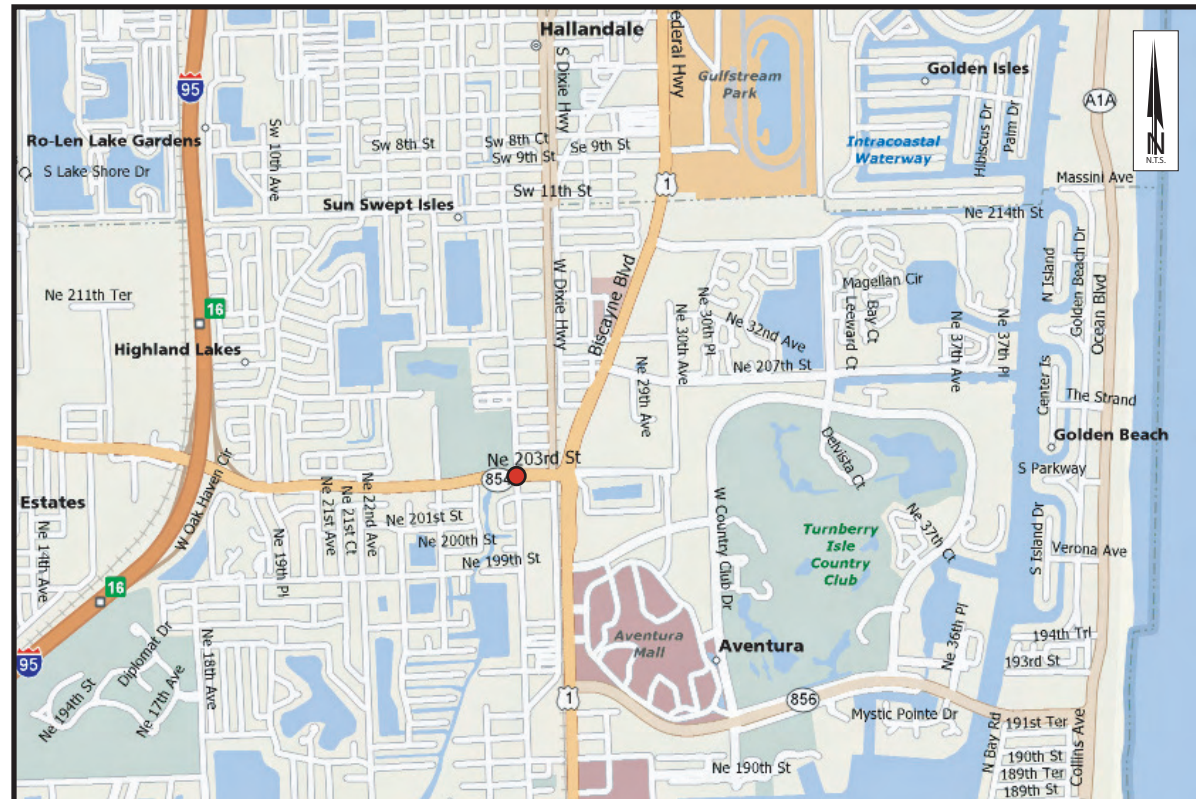 Hallandale
S Dixie Hwy
ederal Hwy
Gulfstream
Park
Golden Isles
95
A1A
N
N.T.S.
Ro-Len Lake Gardens
Sw 10th Ave
Sw 8th St
Sw 8th Ct
Sw 9th St
Se 9th St
Intracoastal
Waterway
Hibiscus Dr
Palm Dr
S Lake Shore Dr
Sw 11th St
1
Massini Ave
Sun Swept Isles
Ne 214th St
W Dixie Hwy
Biscayne Blvd
N Island
Golden Beach Dr
Ocean Blvd
Ne 211th Ter
16
Magellan Cir
Bay Ct
Leeward Ct
Ne 30th Pl
Ne 30th Ave
Ne 32nd Ave
Ne 37th Ave
Ne 37th Pl
Highland Lakes
Ne 207th St
Ne 29th Ave
Center Is
The Strand
Golden Beach
Delvista Ct
Ne 203rd St
854
S Parkway
W Oak Haven Cir
Estates
Ne 14th Ave
Ne 21st Ave
Ne 21st Ct
Ne 22nd Ave
Ne 201st St
Ne 200th St
Ne 199th St
Ne 19th Pl
W Country Club Dr
Turnberry
Isle
Country
Club
Ne 37th Ct
S Island Dr
Verona Ave
16
Aventura
Mall
Aventura
Ne 36th Pl
194th Trl
193rd St
95
Diplomat Dr
Ne 194th St
Ne 17th Ave
Ne 18th Ave
1
856
Mystic Pointe Dr
N Bay Rd
191st Ter
Collins Ave
Ne 190th St
190th St
189th Ter
189th St